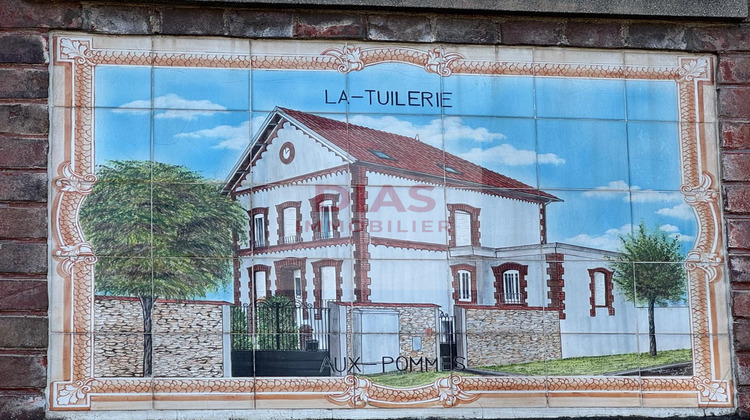 LA-TUILERIE
DIAS
IMMOBILIER
AUX-POMMES